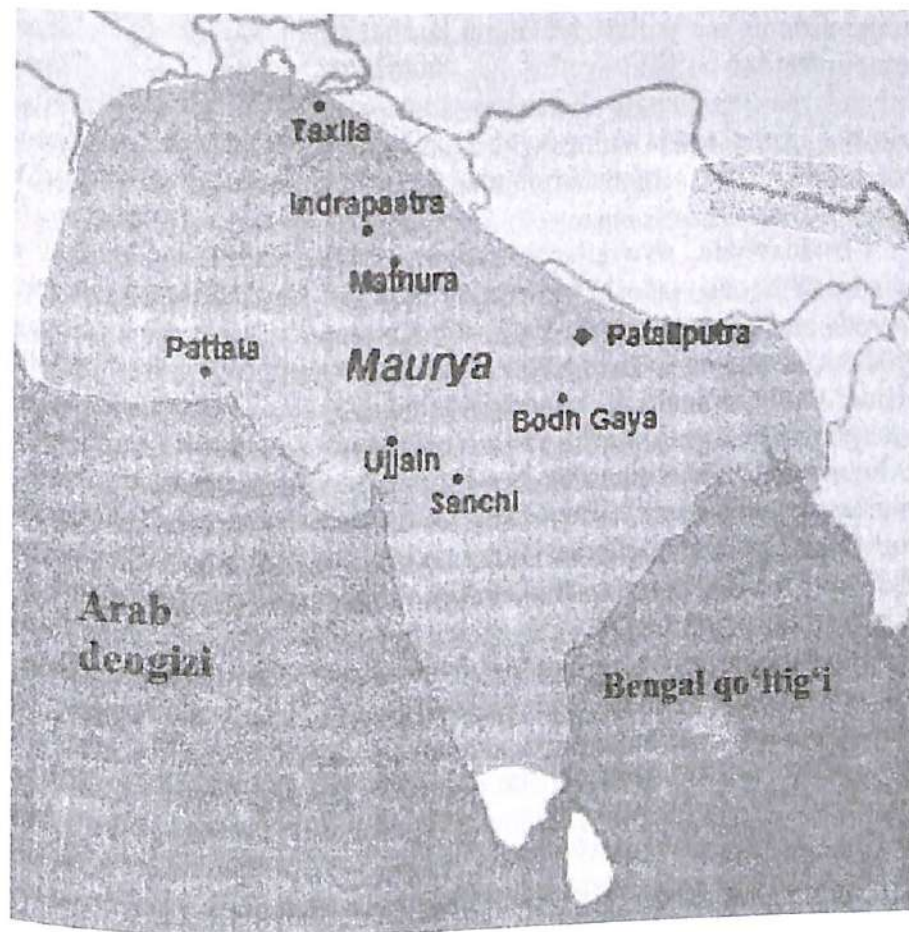 Taxila
Indrapastra
Mathura
Pattala
Pataliputra
Maurya
Bodh Gaya
Ujjain
Sanchi
Arab
dengizi
Bengal qo‘ltig‘i